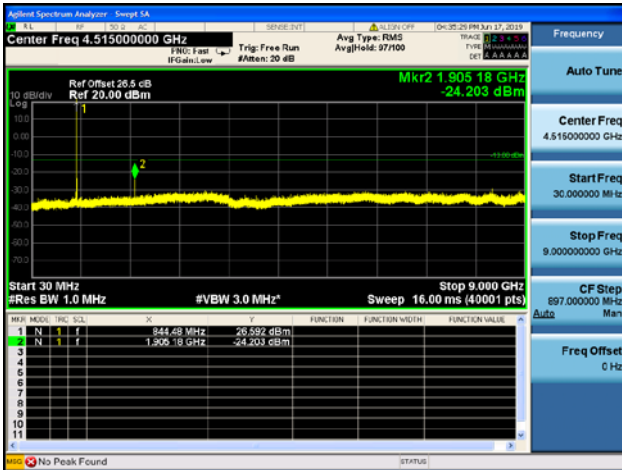 Agilent Spectrum Analyzer - Swept SA
RL RF 50 Ω AC SENSE:INT ALIGN OFF 04:35:29 PM Jun 17, 2019
Center Freq 4.515000000 GHz
PNO: Fast
IFGain:Low
Trig: Free Run
#Atten: 20 dB
Avg Type: RMS
Avg|Hold: 97/100
TRACE 1 2 3 4 5 6
TYPE M WWWWW
DET A A A A A A
Mkr2 1.905 18 GHz
-24.203 dBm
Ref Offset 26.5 dB
10 dB/div Ref 20.00 dBm
Log
1
10.0
0.00
-10.0
-13.00 dBm
2
-20.0
-30.0
-40.0
-50.0
-60.0
-70.0
Start 30 MHz
Stop 9.000 GHz
#Res BW 1.0 MHz
#VBW 3.0 MHz*
Sweep 16.00 ms (40001 pts)
MKR MODE TRC SCL X Y FUNCTION FUNCTION WIDTH FUNCTION VALUE
1 N 1 f 844.48 MHz 26.592 dBm
2 N 1 f 1.905 18 GHz -24.203 dBm
3
4
5
6
7
8
9
10
11
MSG No Peak Found
STATUS
Frequency
Auto Tune
Center Freq
4.515000000 GHz
Start Freq
30.000000 MHz
Stop Freq
9.000000000 GHz
CF Step
897.000000 MHz
Auto Man
Freq Offset
0 Hz